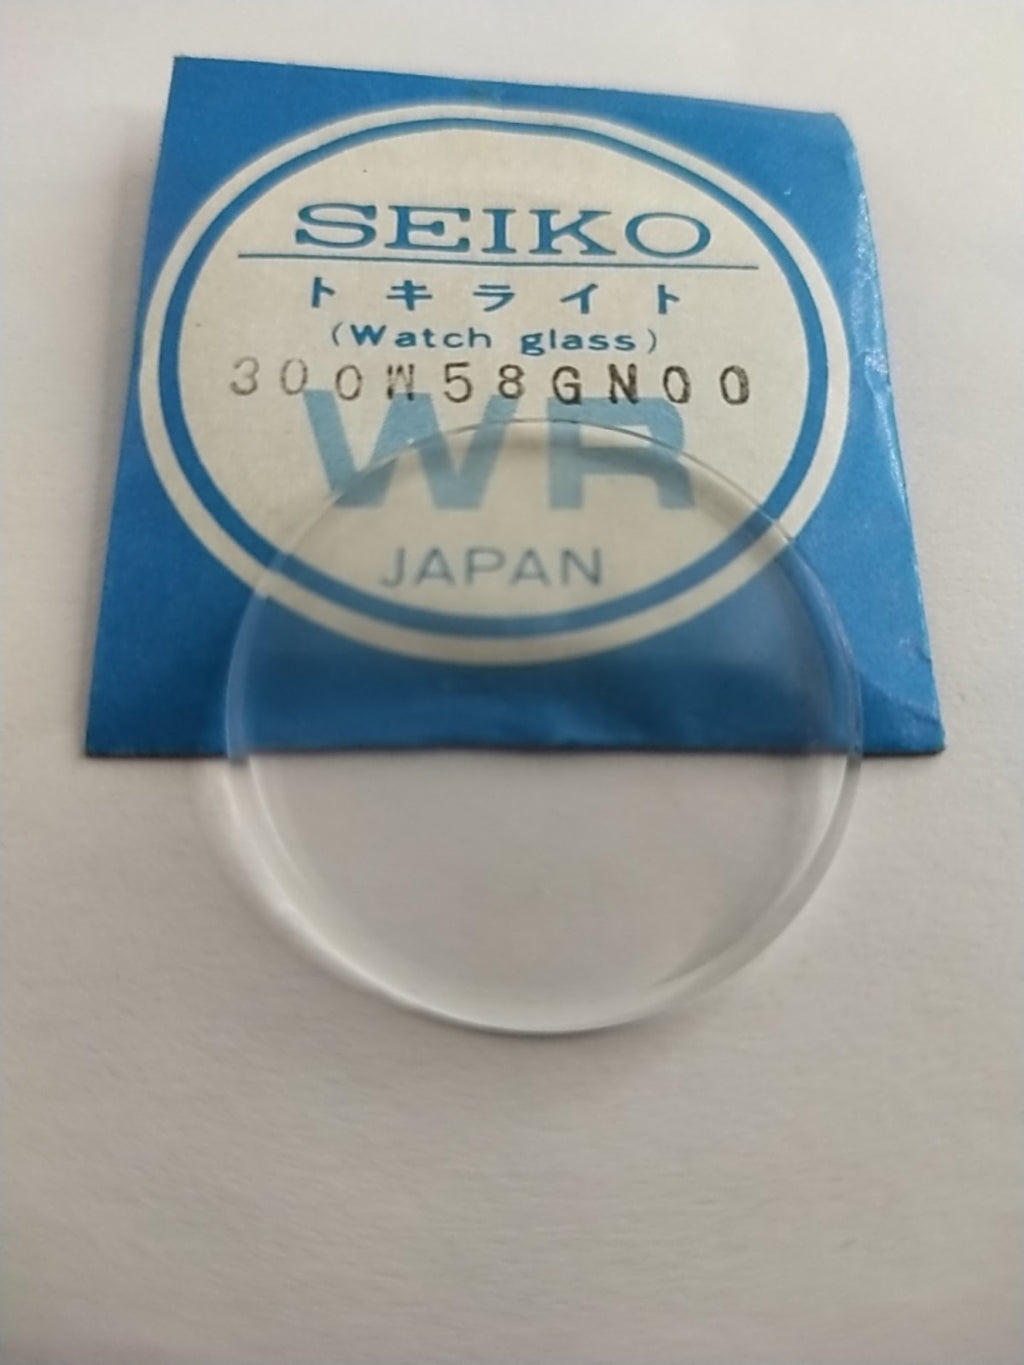 SEIKO
トキライト
(Watch glass)
300W58GN00
WR
JAPAN